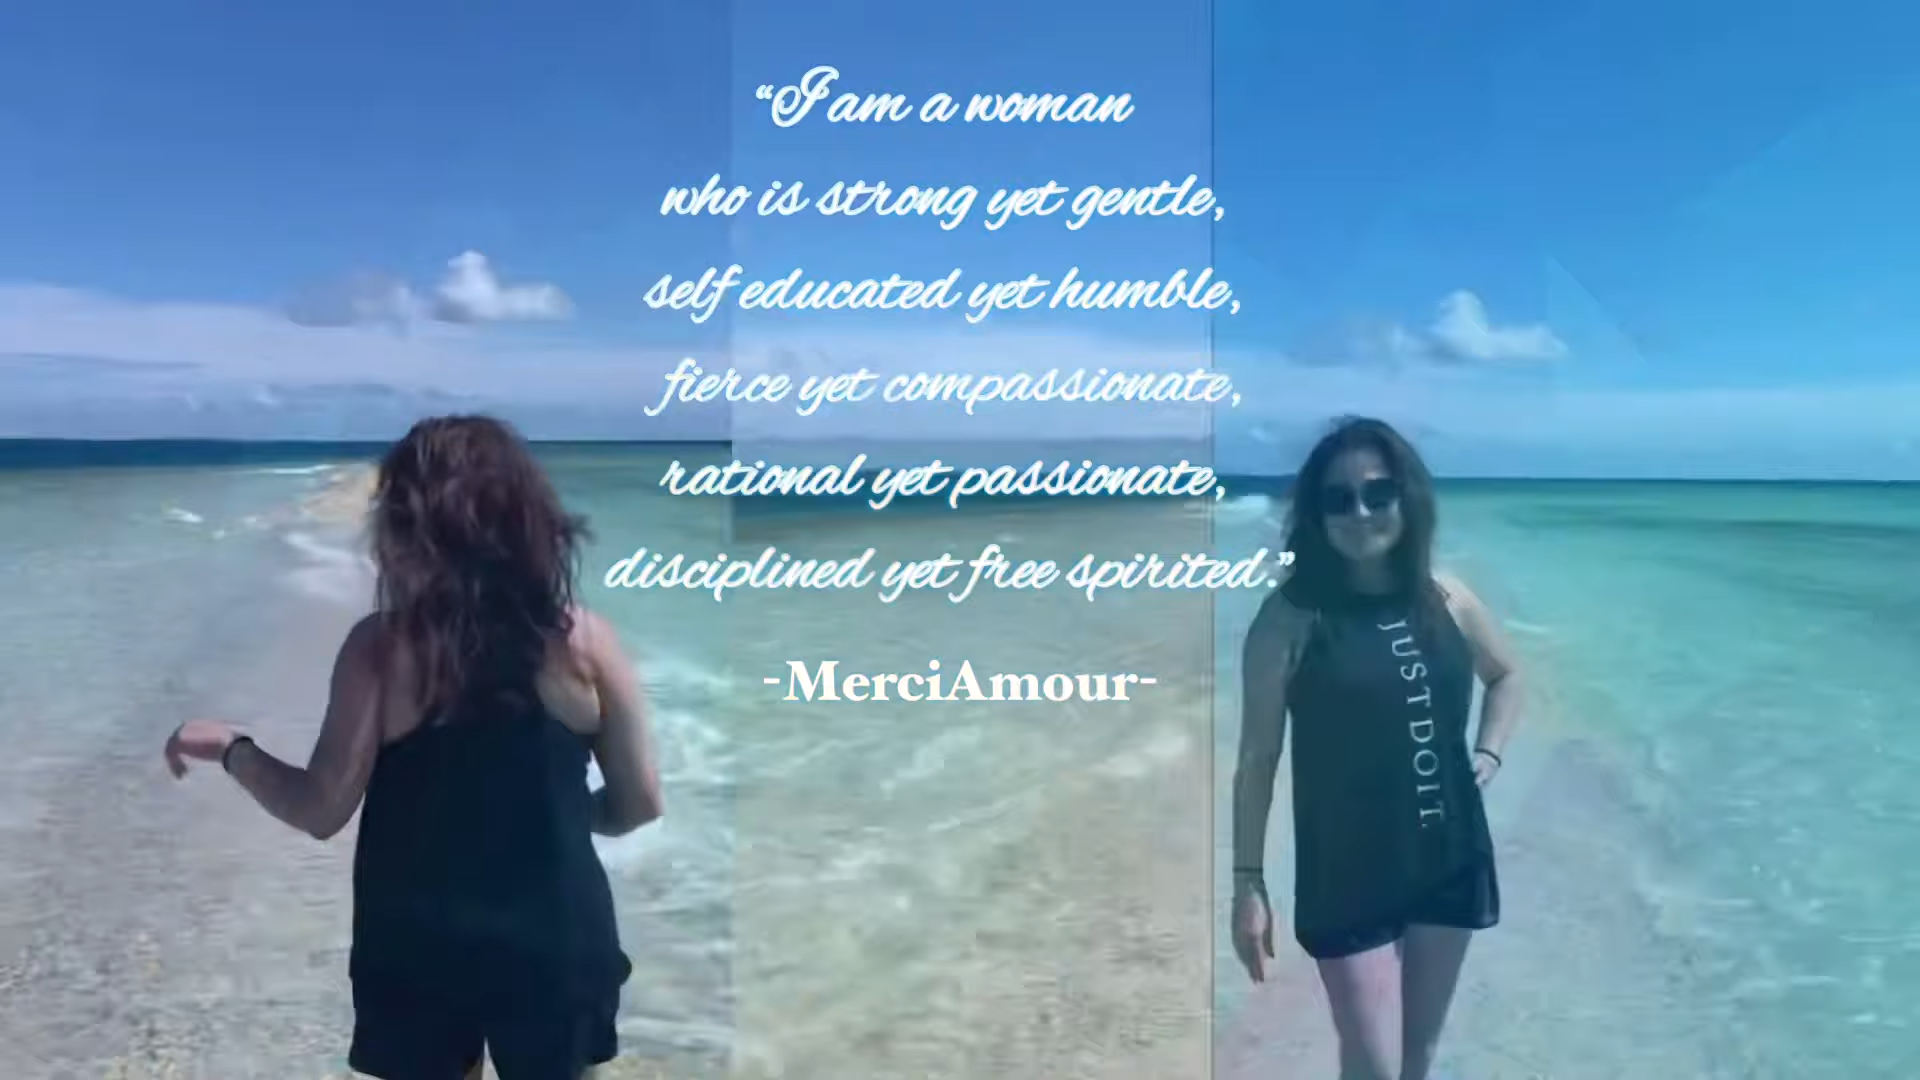 “I am a woman
who is strong yet gentle,
self educated yet humble,
fierce yet compassionate,
rational yet passionate,
disciplined yet free spirited.”
-MerciAmour-
JUST DO IT.